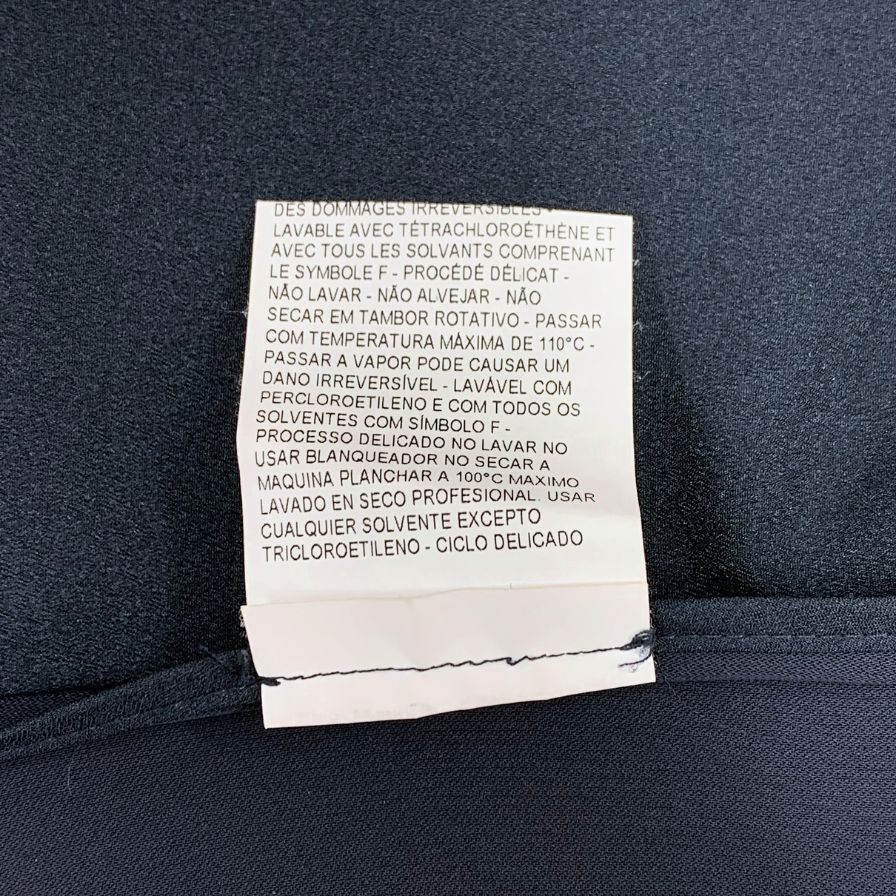 DES DOMMAGES IRRÉVERSIBLES -
LAVABLE AVEC TÉTRACHLOROÉTHÈNE ET
AVEC TOUS LES SOLVANTS COMPRENANT
LE SYMBOLE F - PROCÉDÉ DÉLICAT -
NÃO LAVAR - NÃO ALVEJAR - NÃO
SECAR EM TAMBOR ROTATIVO - PASSAR
COM TEMPERATURA MÁXIMA DE 110°C -
PASSAR A VAPOR PODE CAUSAR UM
DANO IRREVERSÍVEL - LAVÁVEL COM
PERCLOROETILENO E COM TODOS OS
SOLVENTES COM SÍMBOLO F -
PROCESSO DELICADO NO LAVAR NO
USAR BLANQUEADOR NO SECAR A
MAQUINA PLANCHAR A 100°C MAXIMO
LAVADO EN SECO PROFESIONAL. USAR
CUALQUIER SOLVENTE EXCEPTO
TRICLOROETILENO - CICLO DELICADO